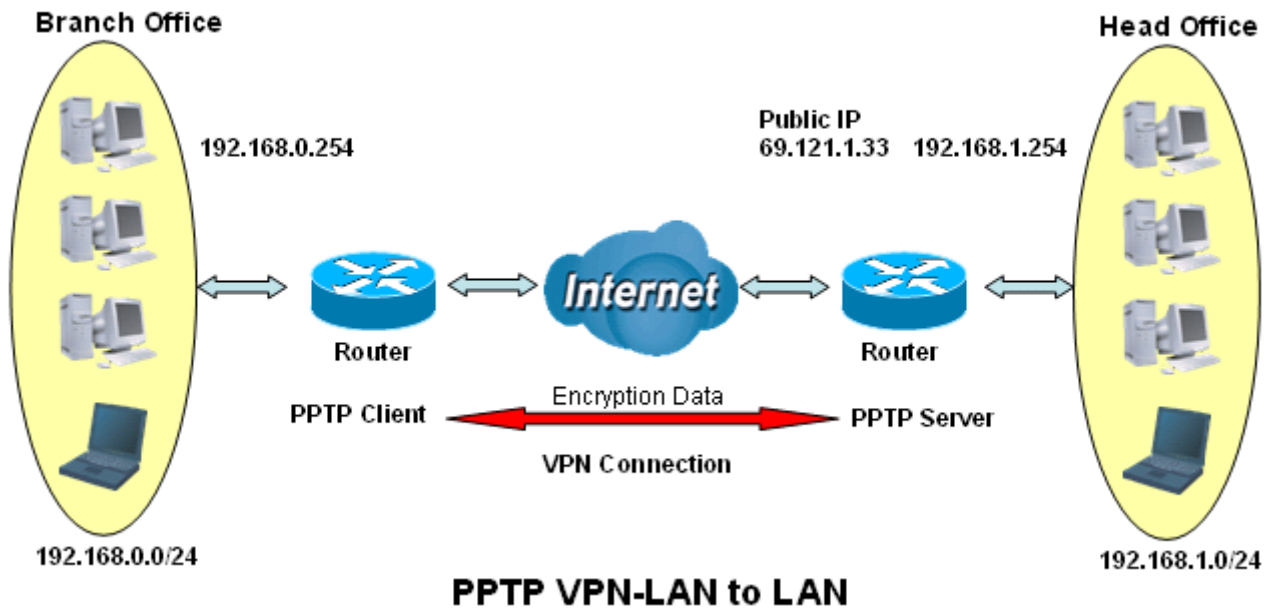 Branch Office
Head Office
192.168.0.254
Public IP
69.121.1.33 192.168.1.254
Internet
Router
Router
PPTP Client
Encryption Data
PPTP Server
VPN Connection
192.168.0.0/24
192.168.1.0/24
PPTP VPN-LAN to LAN